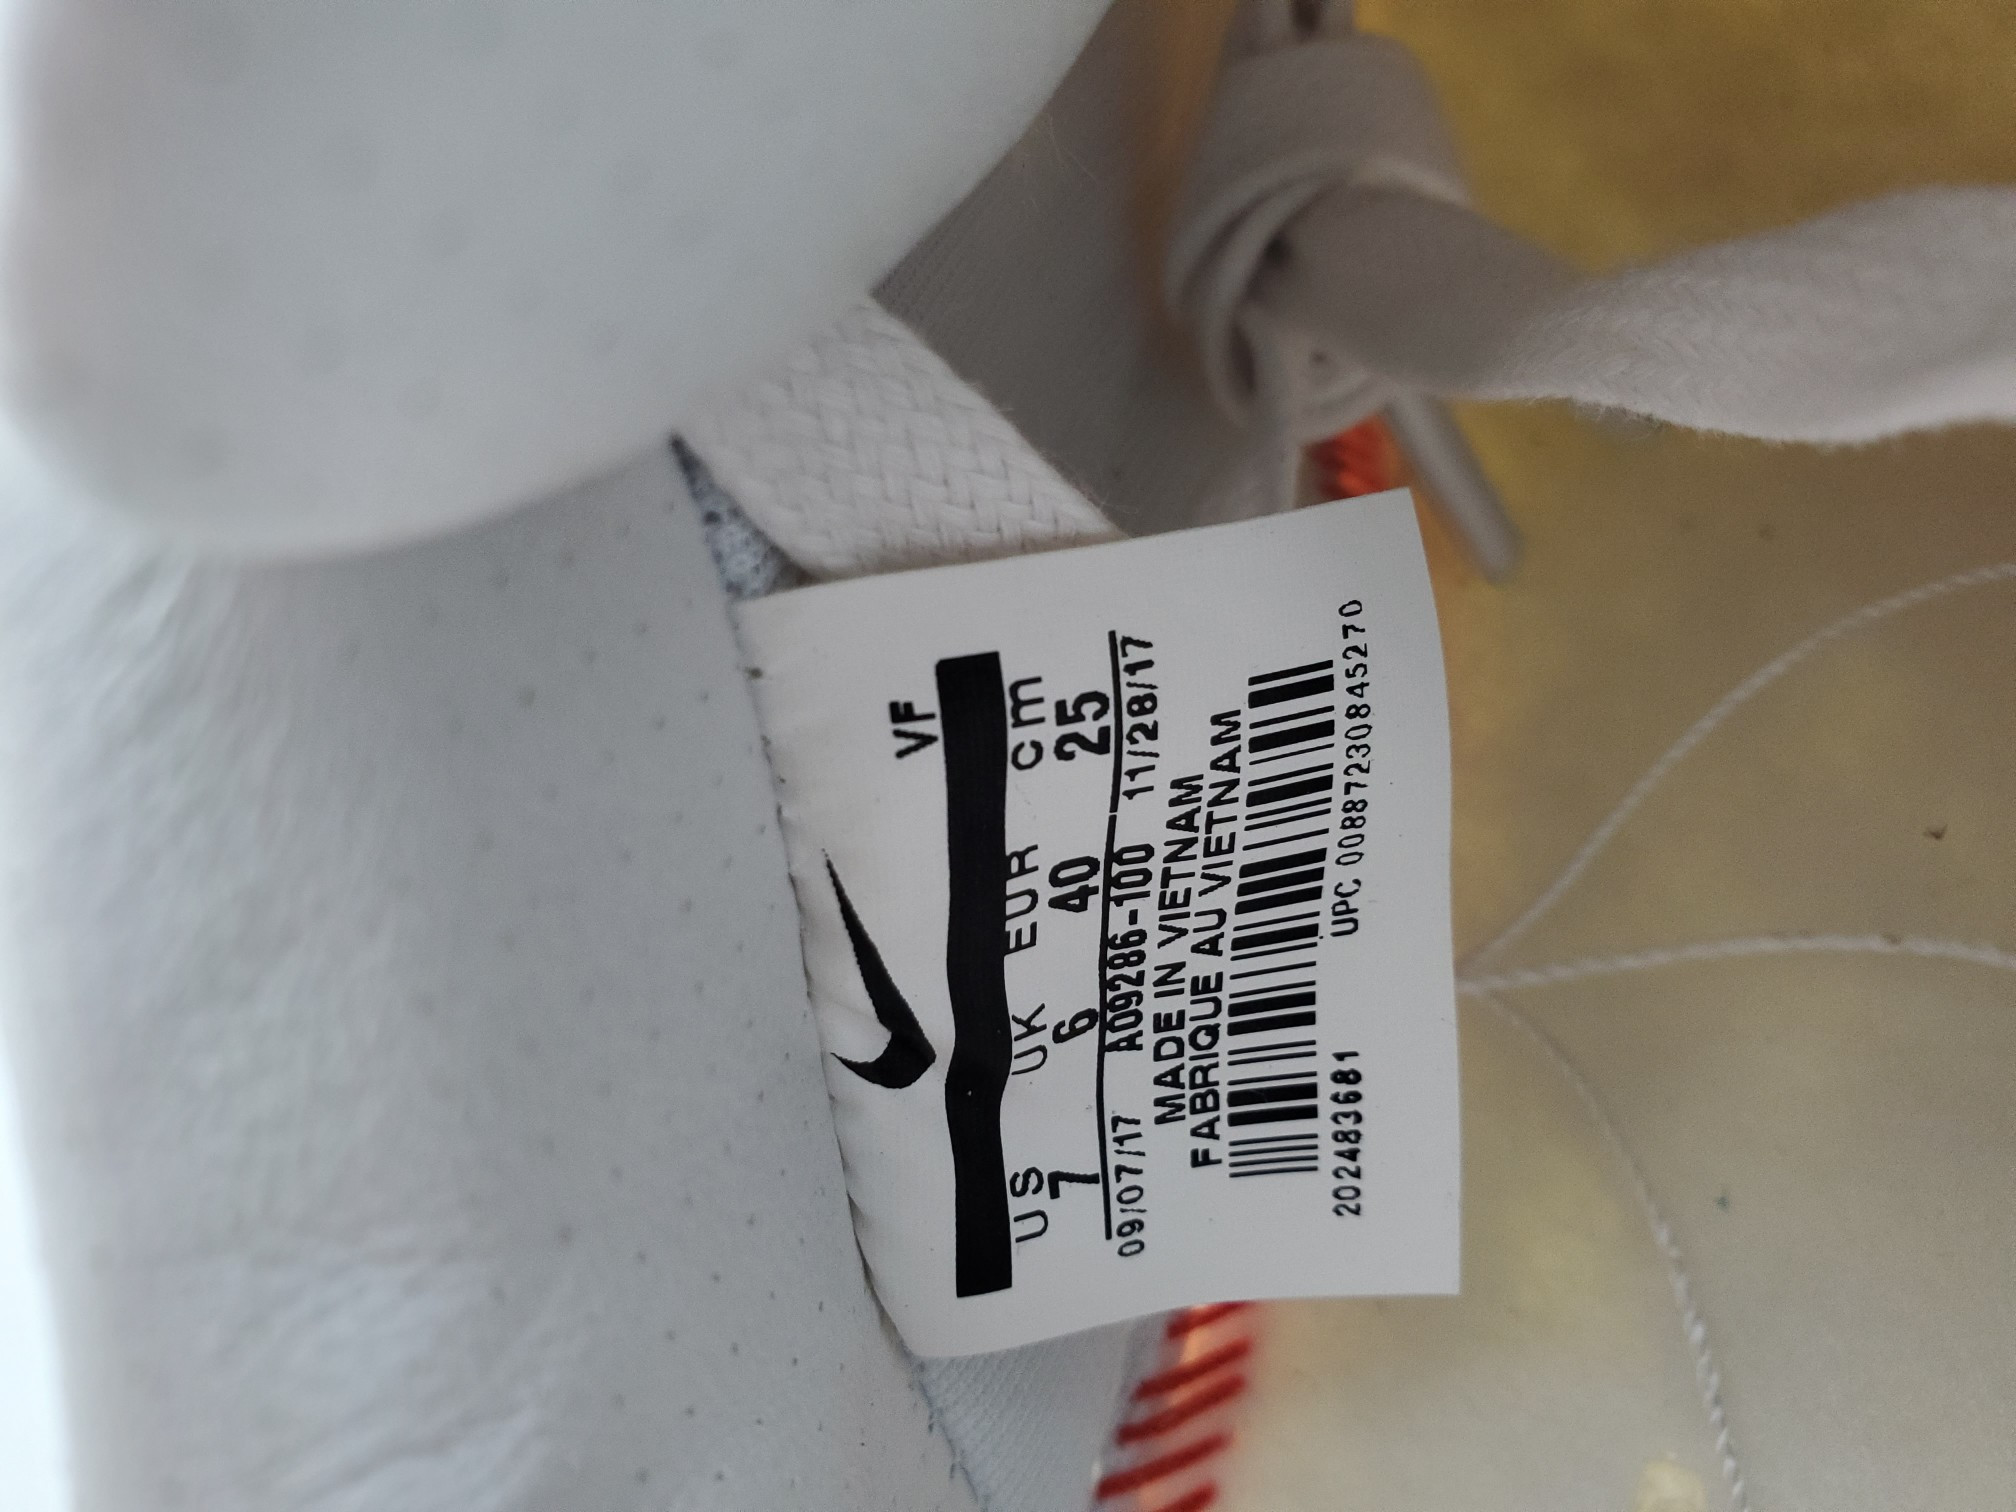 VF
US UK EUR cm
7 6 40 25
09/07/17 AO9286-100 11/28/17
MADE IN VIETNAM
FABRIQUE AU VIETNAM
202483681 UPC 00887230845270